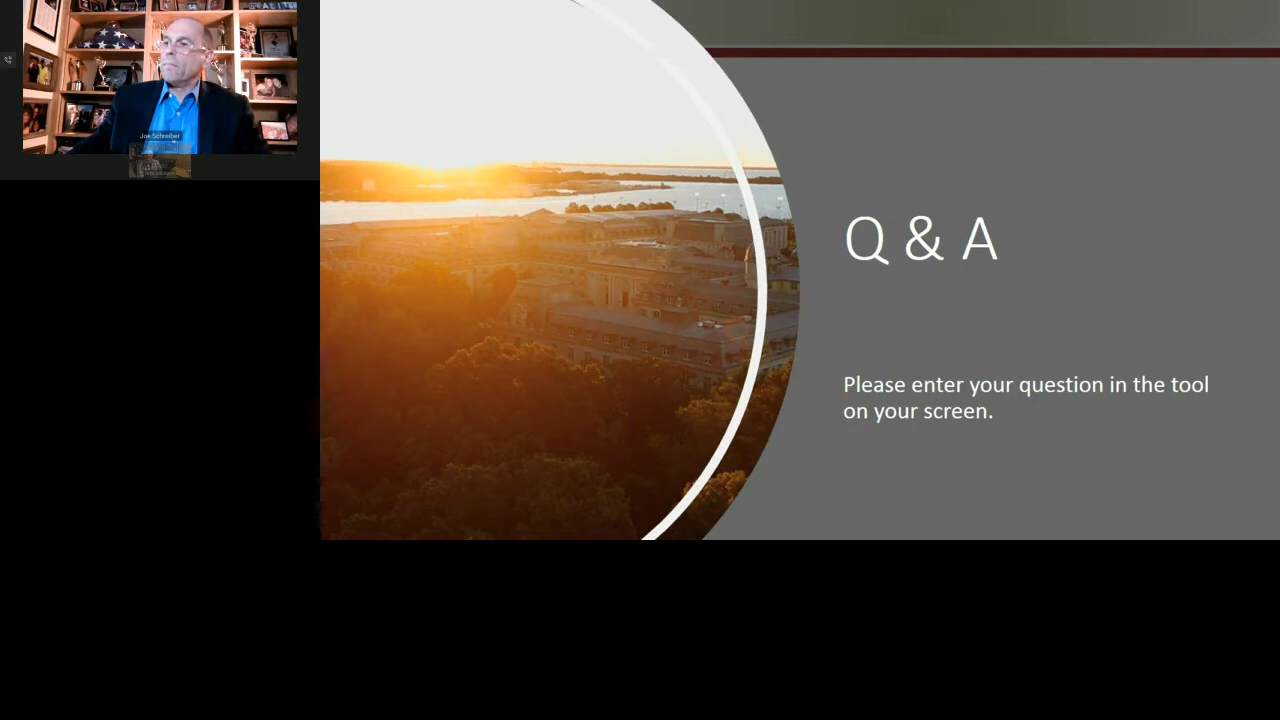 Joe Schreiber
Q & A
Please enter your question in the tool
on your screen.